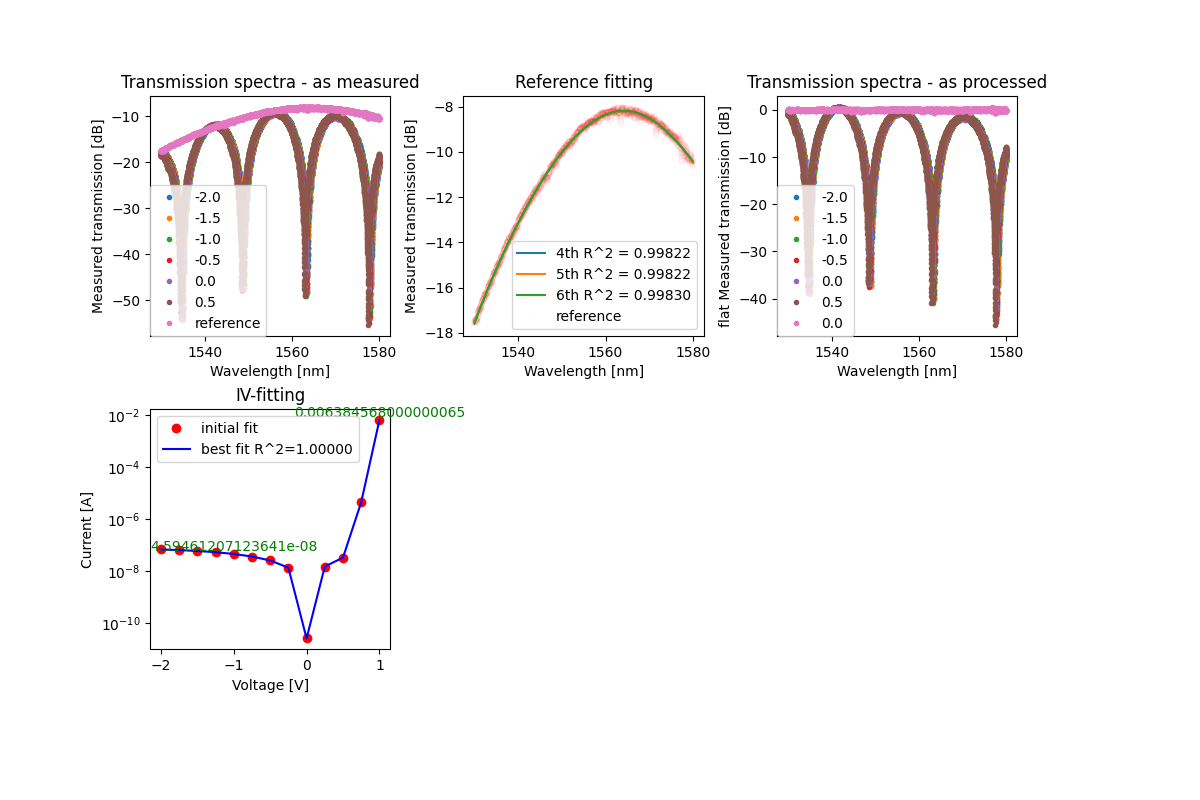 Transmission spectra - as measured
Measured transmission [dB]
−10
−20
−30
−40
−50
-2.0
-1.5
-1.0
-0.5
0.0
0.5
reference
1540
1560
1580
Wavelength [nm]
Reference fitting
Measured transmission [dB]
−8
−10
−12
−14
−16
−18
4th R^2 = 0.99822
5th R^2 = 0.99822
6th R^2 = 0.99830
reference
1540
1560
1580
Wavelength [nm]
Transmission spectra - as processed
flat Measured transmission [dB]
0
−10
−20
−30
−40
-2.0
-1.5
-1.0
-0.5
0.0
0.5
0.0
1540
1560
1580
Wavelength [nm]
IV-fitting
0.006384568000000065
Current [A]
10⁻²
10⁻⁴
10⁻⁶
10⁻⁸
10⁻¹⁰
initial fit
best fit R^2=1.00000
4.59461207123641e-08
−2
−1
0
1
Voltage [V]